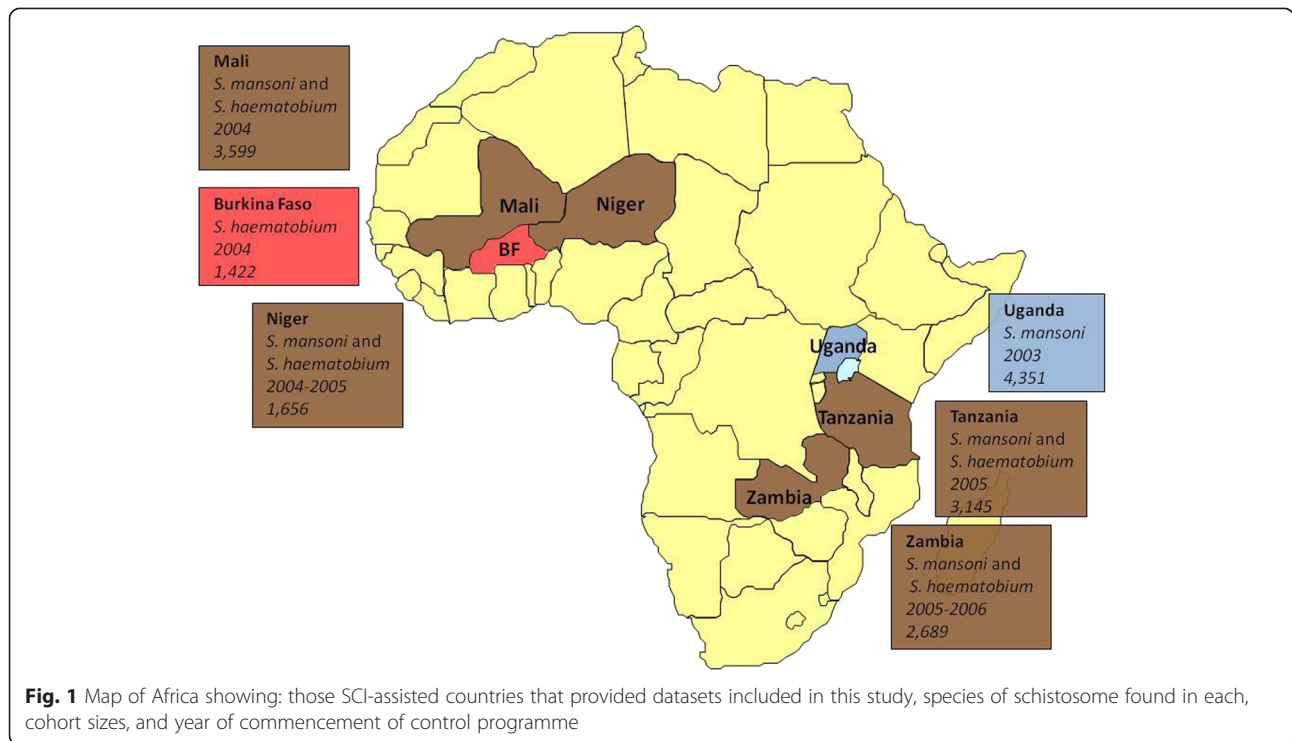 Mali
S. mansoni and
S. haematobium
2004
3,599
Burkina Faso
S. haematobium
2004
1,422
Niger
S. mansoni and
S. haematobium
2004-2005
1,656
Mali
Niger
BF
Uganda
Tanzania
Zambia
Uganda
S. mansoni
2003
4,351
Tanzania
S. mansoni and
S. haematobium
2005
3,145
Zambia
S. mansoni and
S. haematobium
2005-2006
2,689
Fig. 1 Map of Africa showing: those SCI-assisted countries that provided datasets included in this study, species of schistosome found in each,
cohort sizes, and year of commencement of control programme